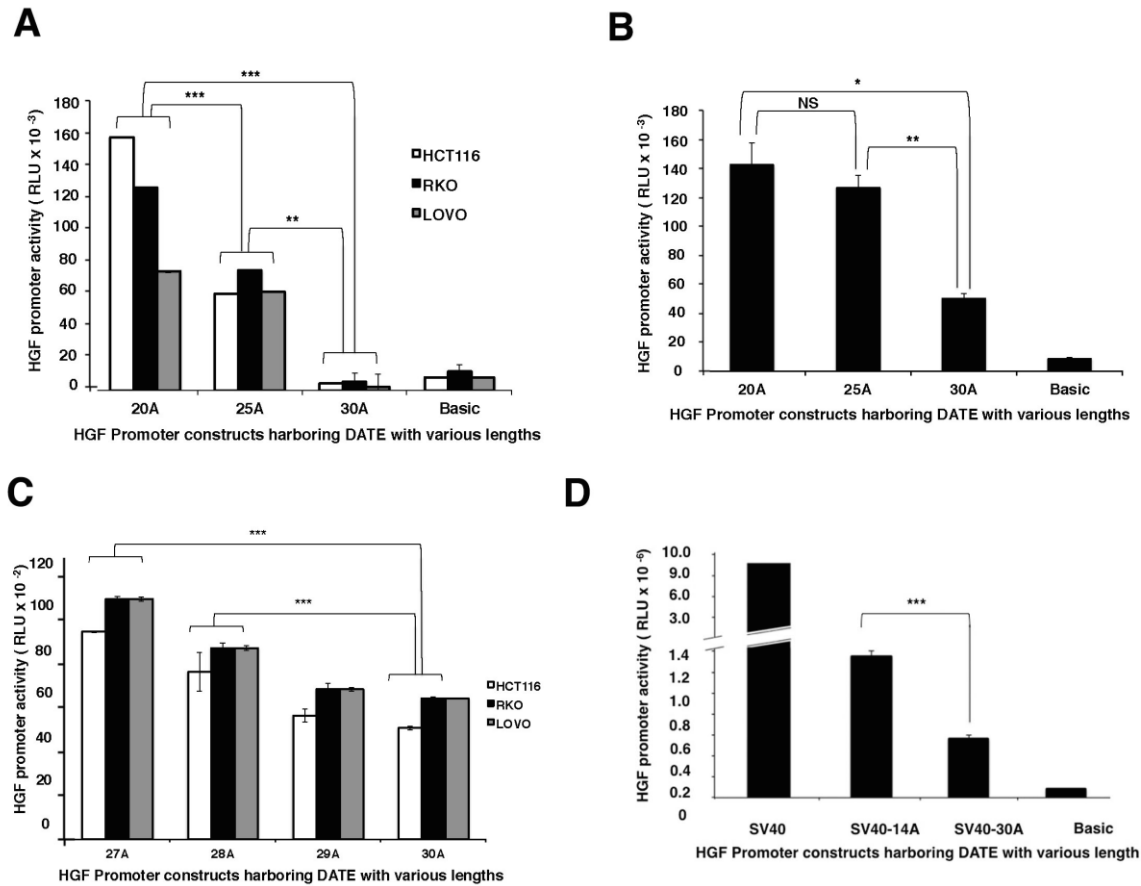 A
HGF promoter activity ( RLU x 10 -3)
180
160
140
120
100
80
60
40
20
0
***
***
**
HCT116
RKO
LOVO
20A 25A 30A Basic
HGF Promoter constructs harboring DATE with various lengths
B
HGF promoter activity ( RLU x 10 -3)
180
160
140
120
100
80
60
40
20
0
*
NS
**
20A 25A 30A Basic
HGF Promoter constructs harboring DATE with various lengths
C
HGF promoter activity ( RLU x 10 -2)
120
100
80
60
40
20
0
***
***
HCT116
RKO
LOVO
27A 28A 29A 30A
HGF Promoter constructs harboring DATE with various lengths
D
HGF promoter activity ( RLU x 10 -6)
10.0
9.0
6.0
3.0
1.4
1.2
1.0
0.8
0.6
0.4
0.2
0
***
SV40 SV40-14A SV40-30A Basic
HGF Promoter constructs harboring DATE with various length